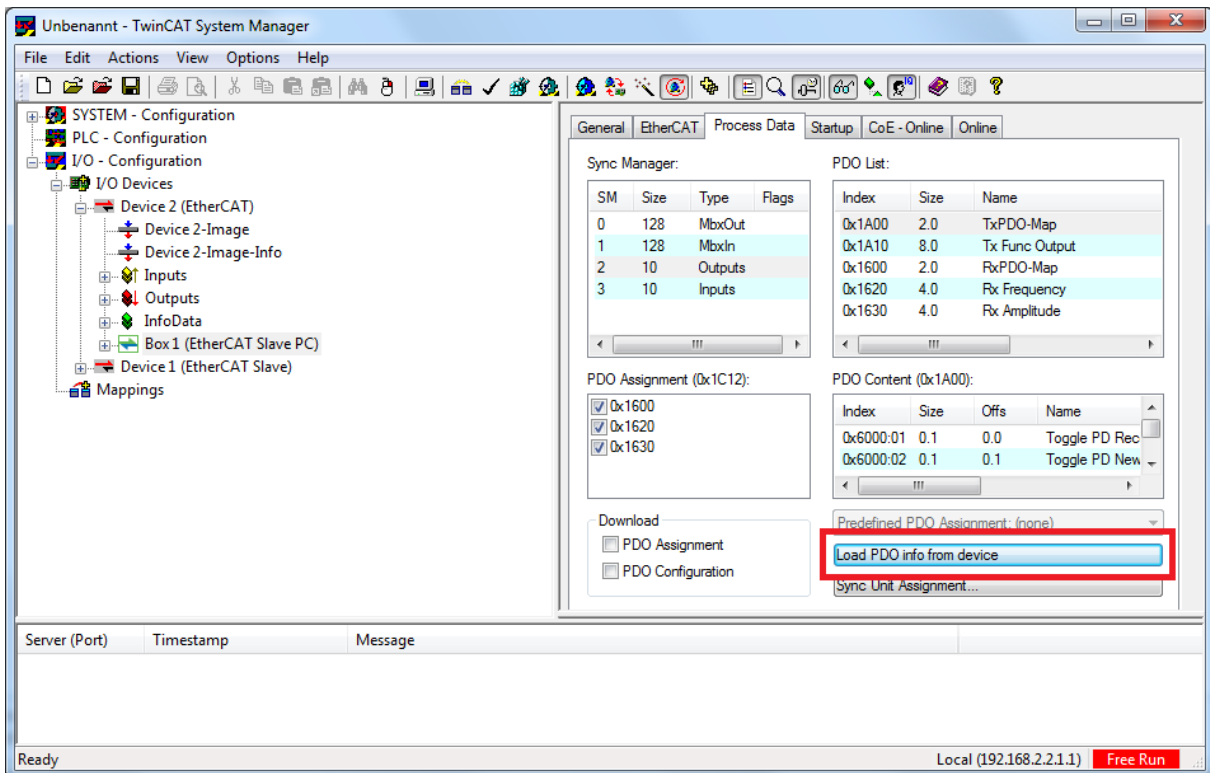 Unbenannt - TwinCAT System Manager
File Edit Actions View Options Help
SYSTEM - Configuration
PLC - Configuration
I/O - Configuration
I/O Devices
Device 2 (EtherCAT)
Device 2-Image
Device 2-Image-Info
Inputs
Outputs
InfoData
Box 1 (EtherCAT Slave PC)
Device 1 (EtherCAT Slave)
Mappings
General EtherCAT Process Data Startup CoE - Online Online
Sync Manager:
SM Size Type Flags
0 128 MbxOut
1 128 MbxIn
2 10 Outputs
3 10 Inputs
PDO List:
Index Size Name
0x1A00 2.0 TxPDO-Map
0x1A10 8.0 Tx Func Output
0x1600 2.0 RxPDO-Map
0x1620 4.0 Rx Frequency
0x1630 4.0 Rx Amplitude
PDO Assignment (0x1C12):
0x1600
0x1620
0x1630
PDO Content (0x1A00):
Index Size Offs Name
0x6000:01 0.1 0.0 Toggle PD Rec
0x6000:02 0.1 0.1 Toggle PD New
Download
PDO Assignment
PDO Configuration
Predefined PDO Assignment: (none)
Load PDO info from device
Sync Unit Assignment...
Server (Port) Timestamp Message
Ready Local (192.168.2.2.1.1) Free Run